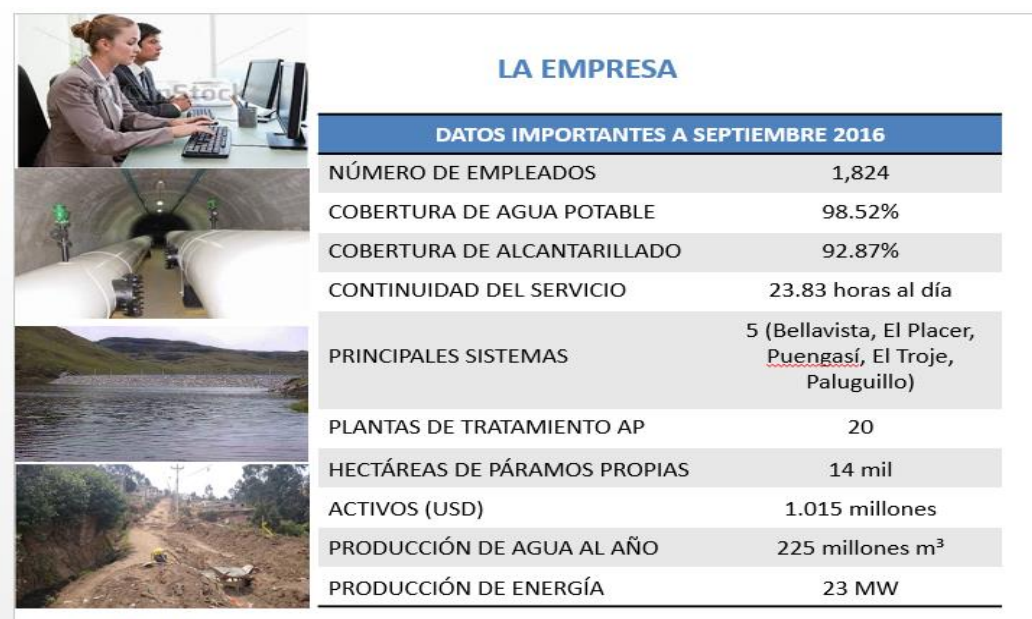 LA EMPRESA
DATOS IMPORTANTES A SEPTIEMBRE 2016
NÚMERO DE EMPLEADOS 1,824
COBERTURA DE AGUA POTABLE 98.52%
COBERTURA DE ALCANTARILLADO 92.87%
CONTINUIDAD DEL SERVICIO 23.83 horas al día
PRINCIPALES SISTEMAS 5 (Bellavista, El Placer,
Puengasí, El Troje,
Paluguillo)
PLANTAS DE TRATAMIENTO AP 20
HECTÁREAS DE PÁRAMOS PROPIAS 14 mil
ACTIVOS (USD) 1.015 millones
PRODUCCIÓN DE AGUA AL AÑO 225 millones m³
PRODUCCIÓN DE ENERGÍA 23 MW